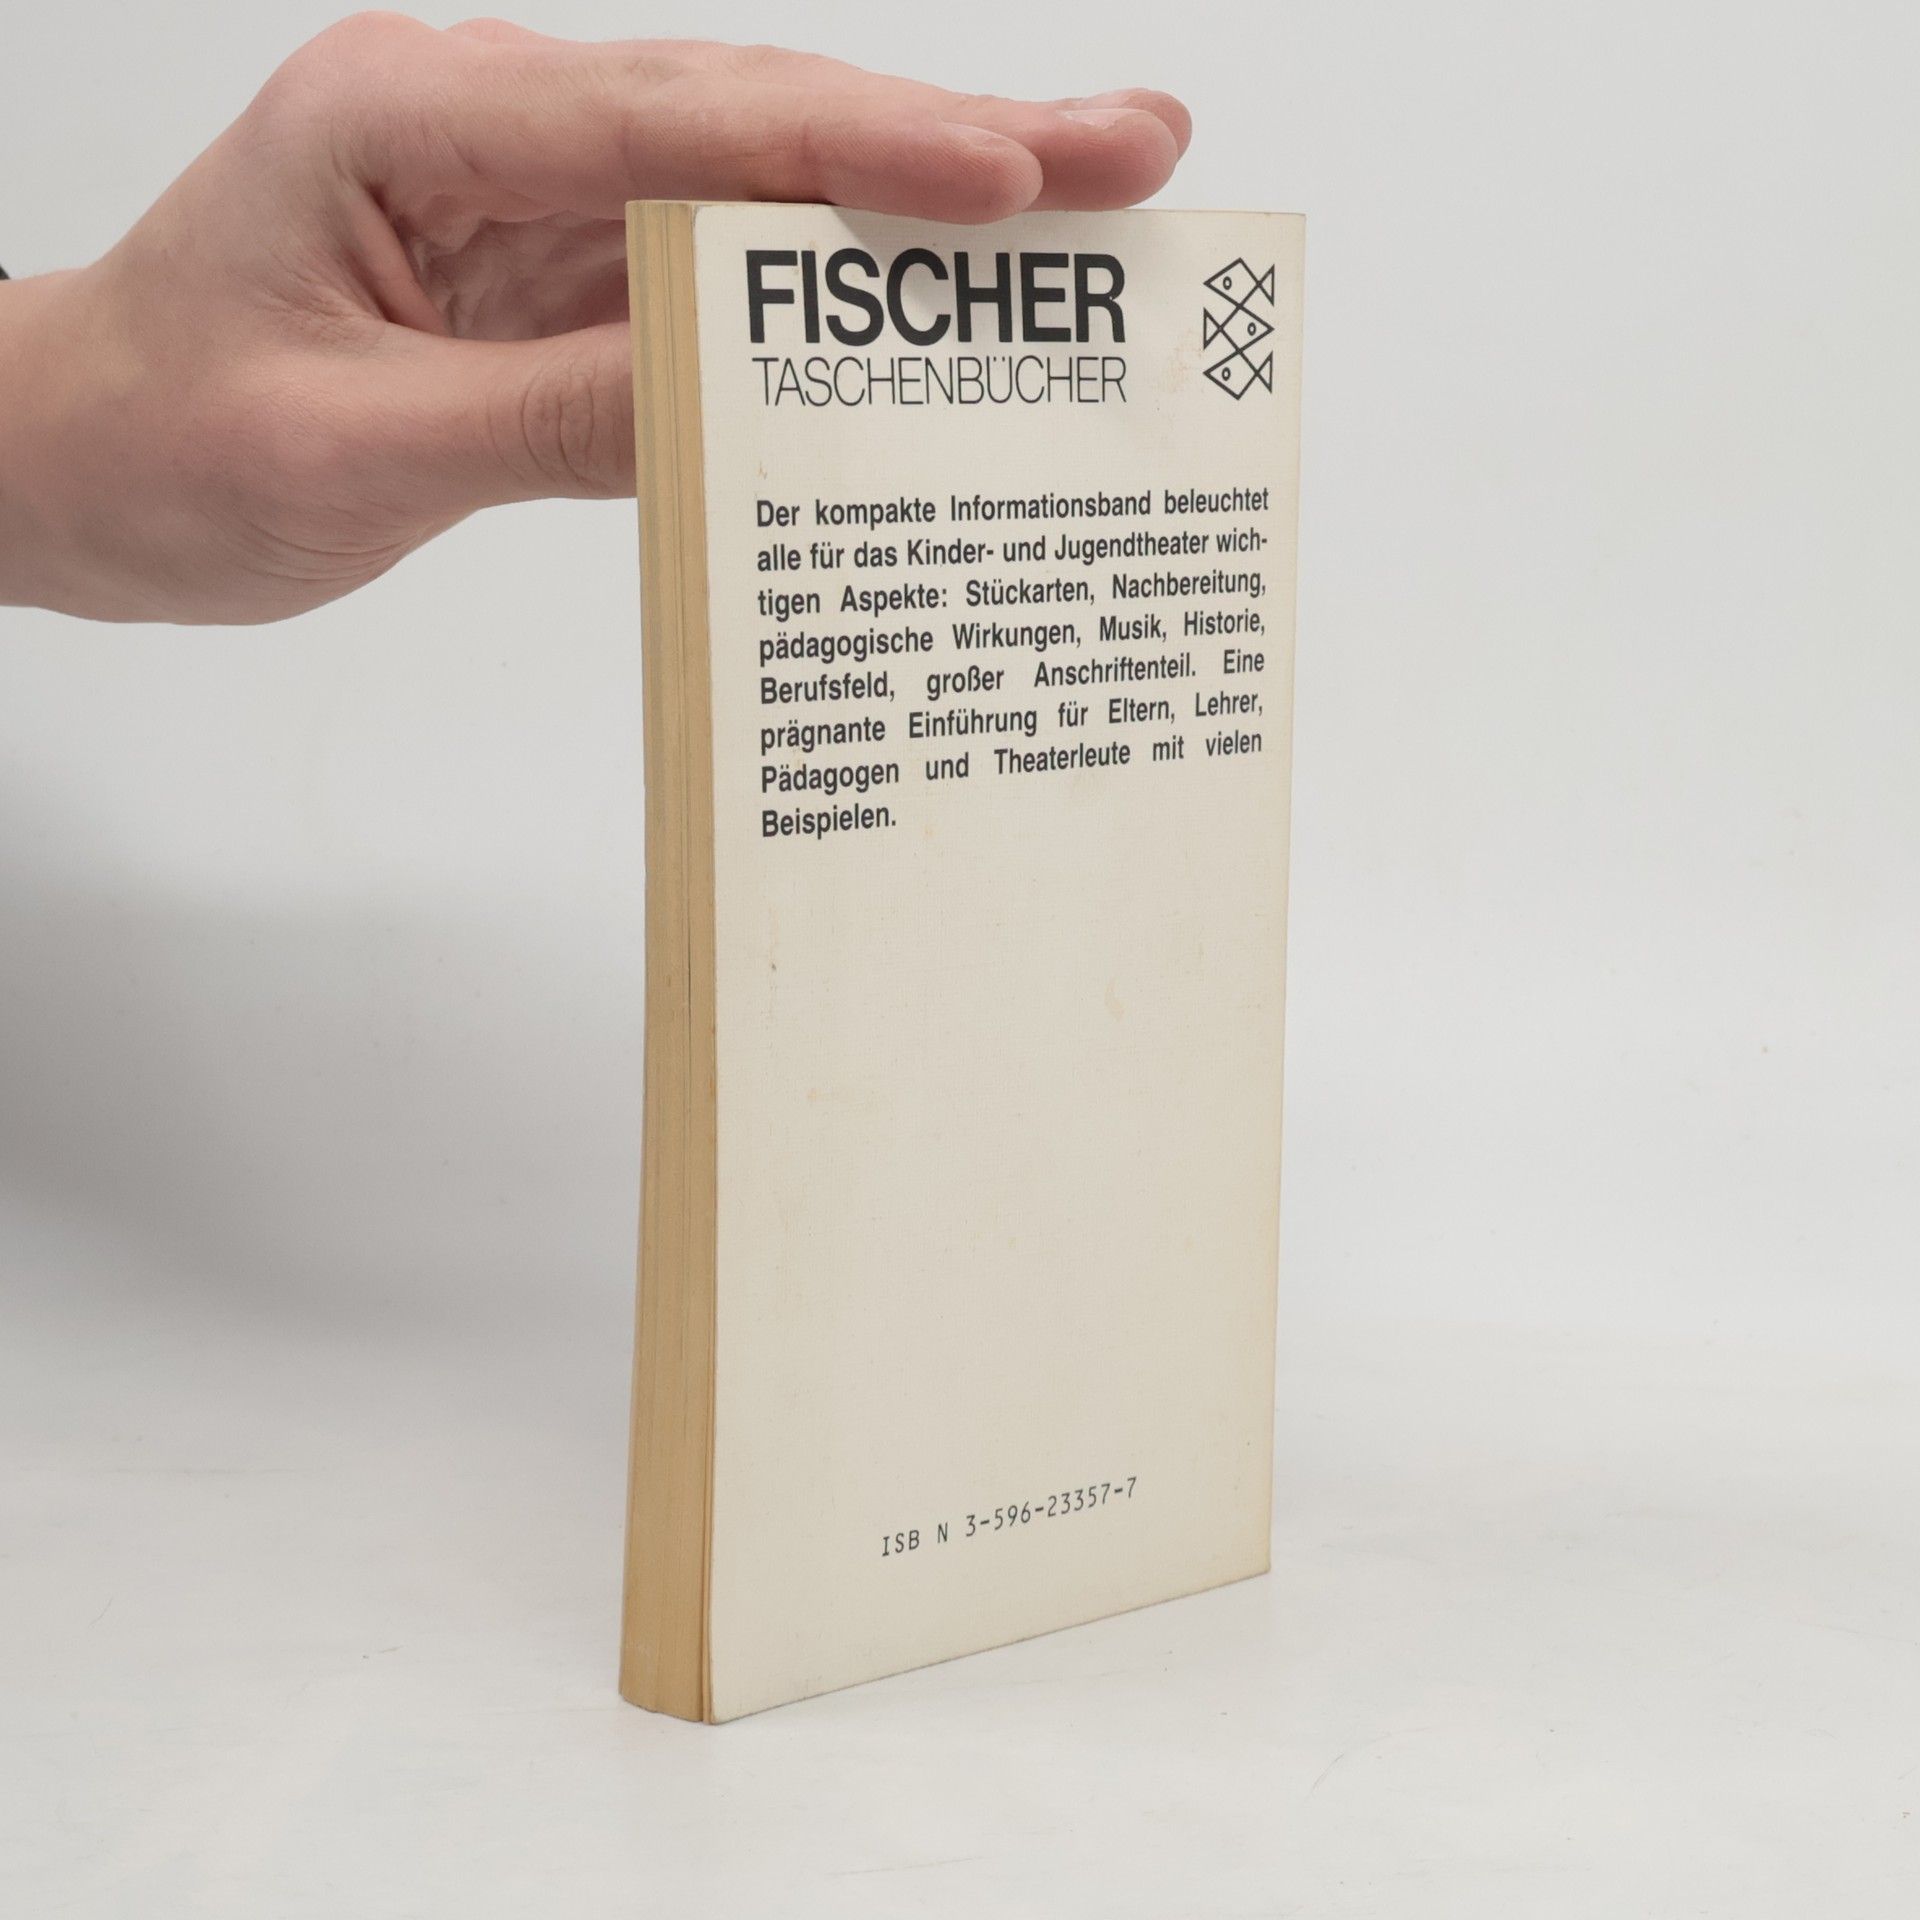 FISCHER
TASCHENBÜCHER
Der kompakte Informationsband beleuchtet
alle für das Kinder- und Jugendtheater wich-
tigen Aspekte: Stückarten, Nachbereitung,
pädagogische Wirkungen, Musik, Historie,
Berufsfeld, großer Anschriftenteil. Eine
prägnante Einführung für Eltern, Lehrer,
Pädagogen und Theaterleute mit vielen
Beispielen.
ISB N 3-596-23357-7